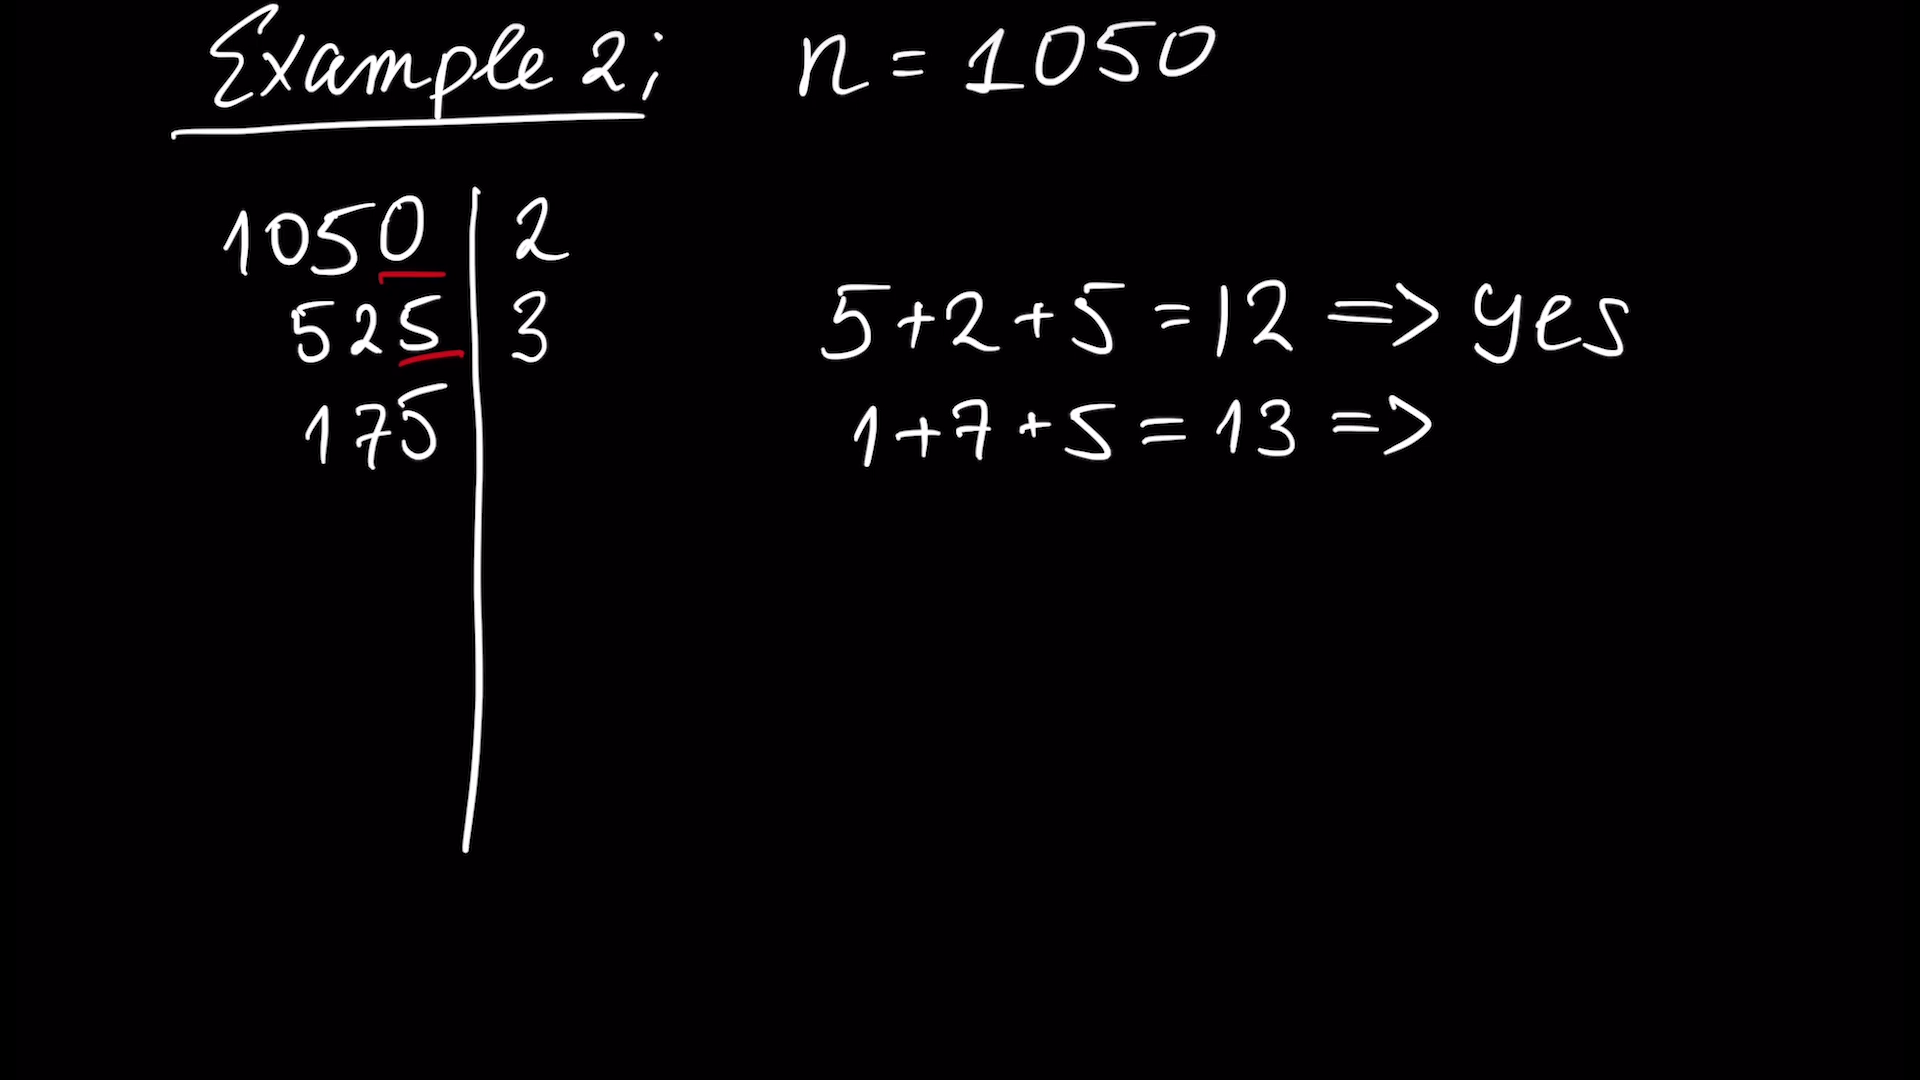 Example 2; n = 1050
1050 | 2
525 | 3 5+2+5 = 12 => yes
175 | 1+7+5 = 13 =>